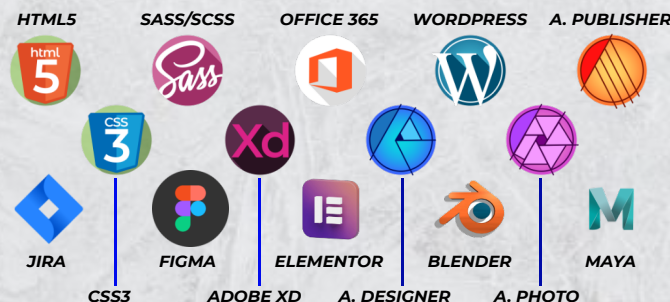 HTML5 SASS/SCSS OFFICE 365 WORDPRESS A. PUBLISHER
html
5
Sass
W
CSS
3
Xd
E
M
JIRA FIGMA ELEMENTOR BLENDER MAYA
CSS3 ADOBE XD A. DESIGNER A. PHOTO